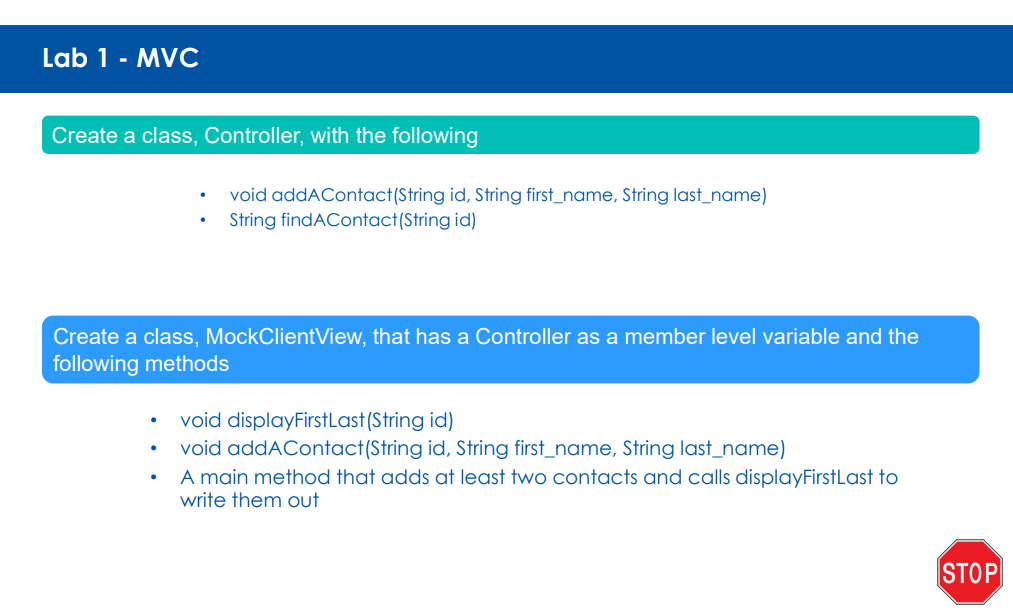 Lab 1 - MVC
Create a class, Controller, with the following
• void addAContact(String id, String first_name, String last_name)
• String findAContact(String id)
Create a class, MockClientView, that has a Controller as a member level variable and the
following methods
• void displayFirstLast(String id)
• void addAContact(String id, String first_name, String last_name)
• A main method that adds at least two contacts and calls displayFirstLast to
write them out
STOP